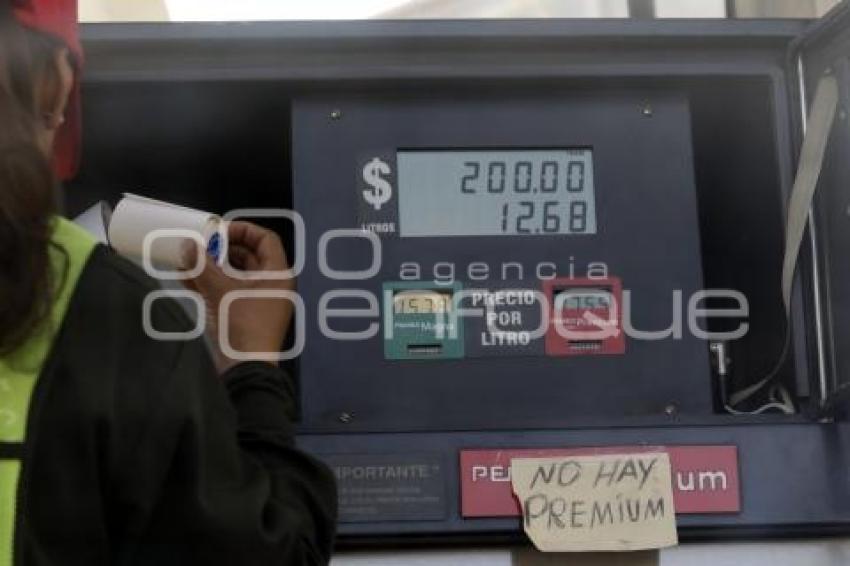 $ 200.00
LITROS 12.68
agencia
enfoque
PRECIO
POR
LITRO
Magna
IMPORTANTE
NO HAY
PREMIUM